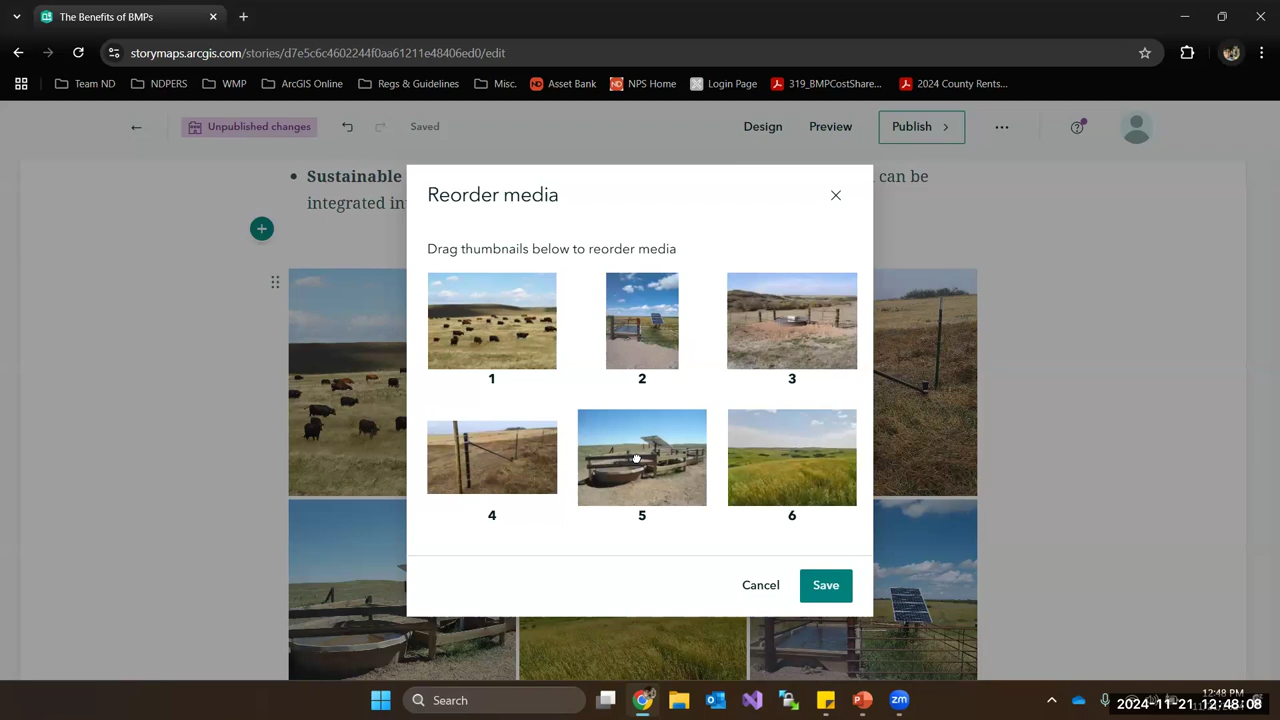 The Benefits of BMPs
storymaps.arcgis.com/stories/d7e5c6c4602244f0aa61211e48406ed0/edit
Team ND NDPERS WMP ArcGIS Online Regs & Guidelines Misc. Asset Bank NPS Home Login Page 319_BMPCostShare... 2024 County Rents...
Unpublished changes Saved Design Preview Publish
Sustainable can be
integrated in
Reorder media
Drag thumbnails below to reorder media
1 2 3
4 5 6
Cancel Save
Search
12:48 PM
2024-11-21 12:48:08